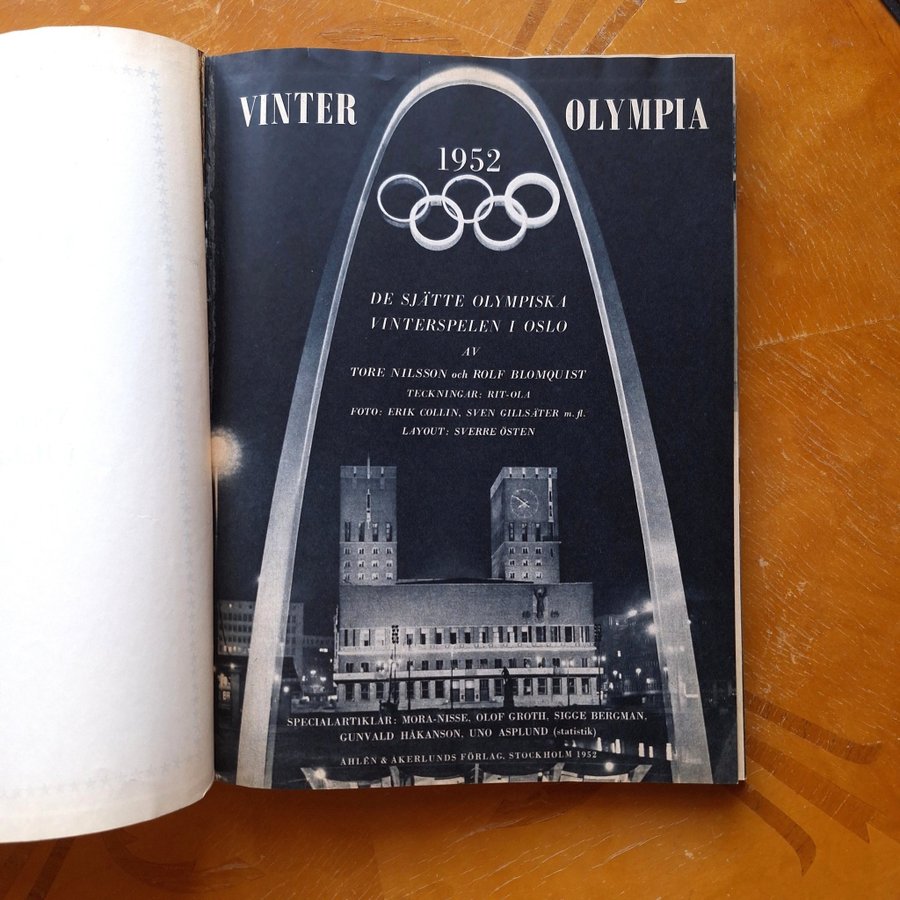 VINTER OLYMPIA
1952
DE SJÄTTE OLYMPISKA
VINTERSPELEN I OSLO
AV
TORE NILSSON och ROLF BLOMQUIST
TECKNINGAR: RIT-OLA
FOTO: ERIK COLLIN, SVEN GILLSÄTER m. fl.
LAYOUT: SVERRE ÖSTEN
SPECIALARTIKLAR: MORA-NISSE, OLOF GROTH, SIGGE BERGMAN,
GUNVALD HÅKANSON, UNO ASPLUND (statistik)
ÅHLÉN & ÅKERLUNDS FÖRLAG, STOCKHOLM 1952